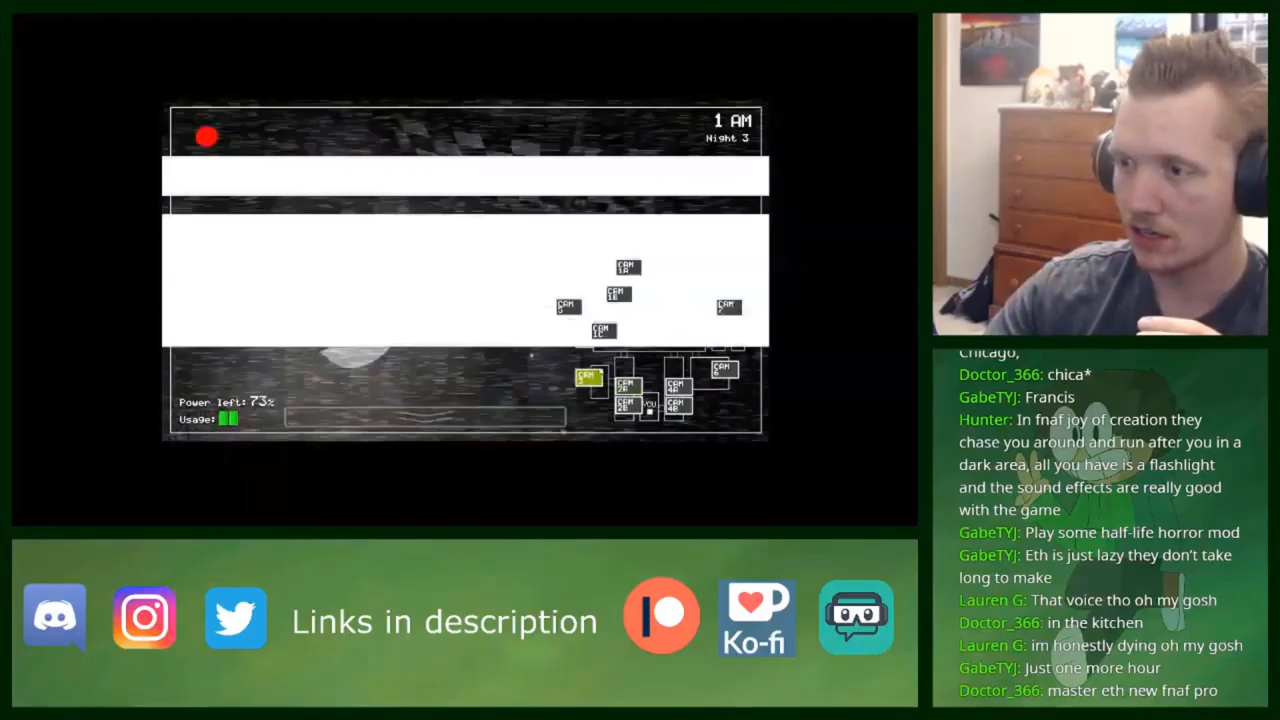 1 AM
Night 3
CAM 1A
CAM 1B
CAM 5
CAM 7
CAM 1C
CAM 3
CAM 6
CAM 2A
CAM 4A
CAM 2B
YOU
CAM 4B
Power left: 73%
Usage:
Links in description
Ko-fi
Chicago,
Doctor_366: chica*
GabeTYJ: Francis
Hunter: In fnaf joy of creation they
chase you around and run after you in a
dark area, all you have is a flashlight
and the sound effects are really good
with the game
GabeTYJ: Play some half-life horror mod
GabeTYJ: Eth is just lazy they don't take
long to make
Lauren G: That voice tho oh my gosh
Doctor_366: in the kitchen
Lauren G: im honestly dying oh my gosh
GabeTYJ: Just one more hour
Doctor_366: master eth new fnaf pro